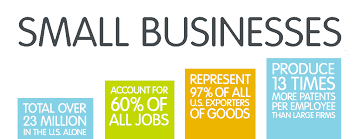 SMALL BUSINESSES
TOTAL OVER
23 MILLION
IN THE U.S. ALONE
ACCOUNT FOR
60% OF
ALL JOBS
REPRESENT
97% OF ALL
U.S. EXPORTERS
OF GOODS
PRODUCE
13 TIMES
MORE PATENTS
PER EMPLOYEE
THAN LARGE FIRMS